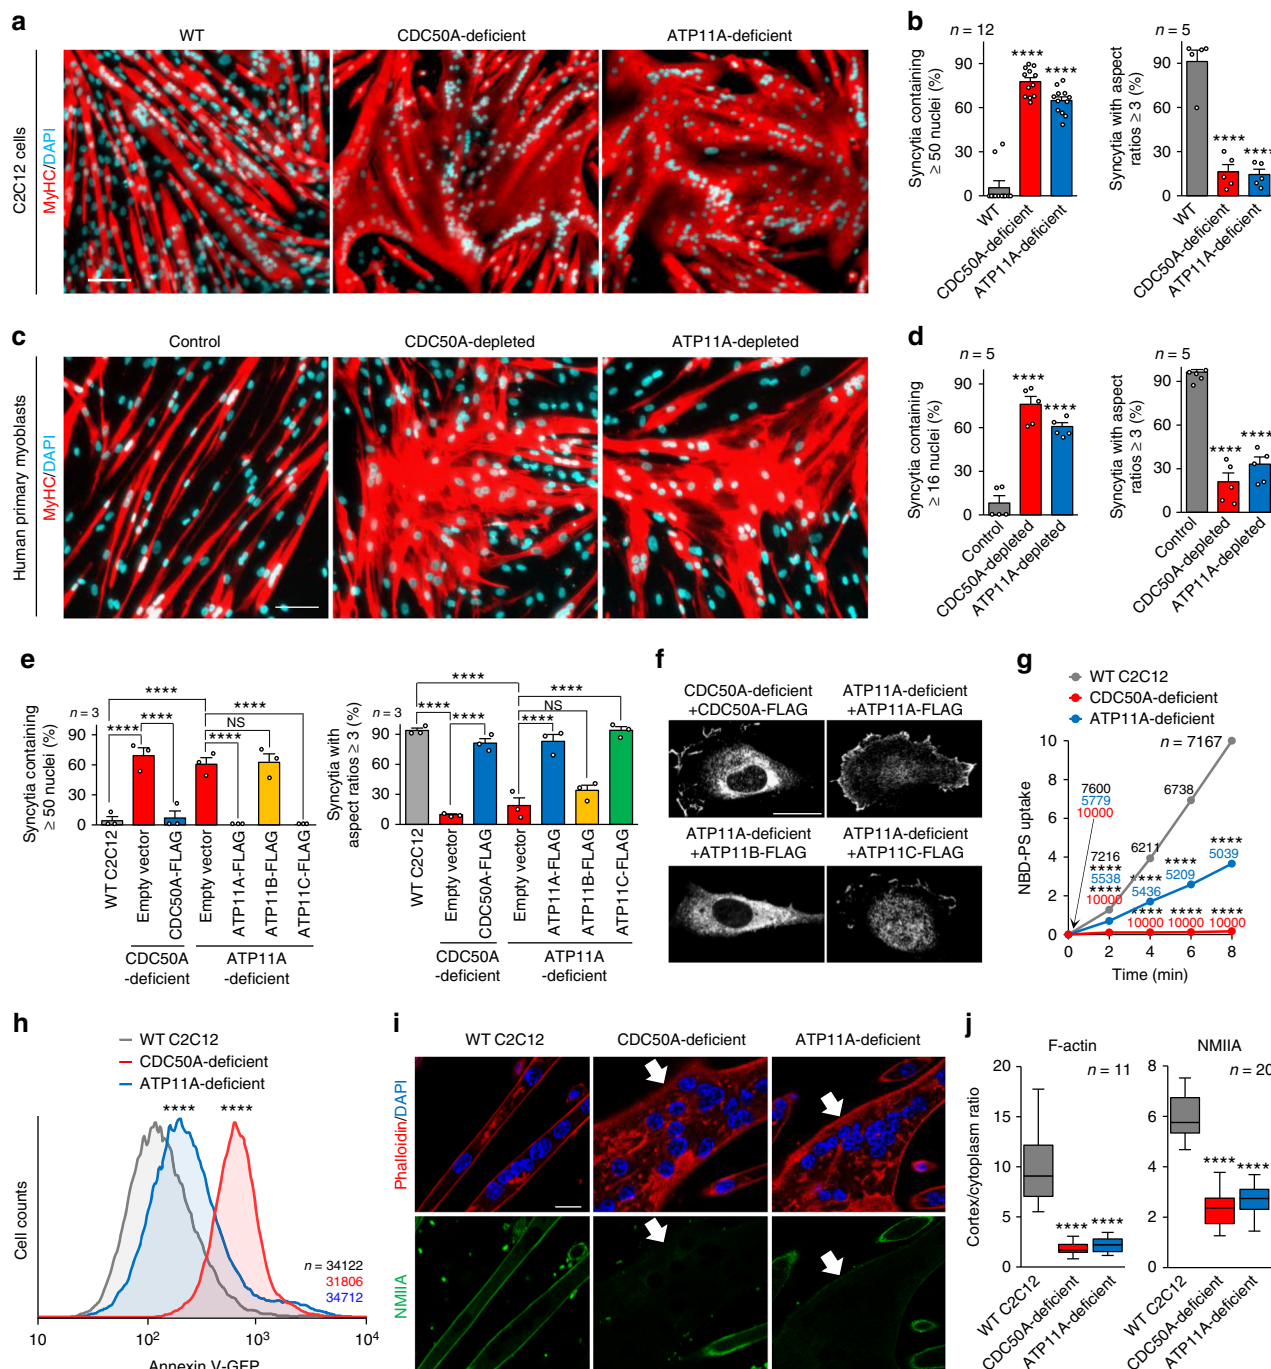 a
WT
CDC50A-deficient
ATP11A-deficient
C2C12 cells
MyHC/DAPI
b
n = 12
Syncytia containing
≥ 50 nuclei (%)
90
60
30
0
****
****
WT
CDC50A-deficient
ATP11A-deficient
n = 5
Syncytia with aspect
ratios ≥ 3 (%)
90
60
30
0
****
****
WT
CDC50A-deficient
ATP11A-deficient
c
Control
CDC50A-depleted
ATP11A-depleted
Human primary myoblasts
MyHC/DAPI
d
n = 5
Syncytia containing
≥ 16 nuclei (%)
90
60
30
0
****
****
Control
CDC50A-depleted
ATP11A-depleted
n = 5
Syncytia with aspect
ratios ≥ 3 (%)
90
30
0
****
****
Control
CDC50A-depleted
ATP11A-depleted
e
n = 3
Syncytia containing
≥ 50 nuclei (%)
90
60
30
0
****
****
NS
**** **** ****
WT C2C12
Empty vector
CDC50A-FLAG
Empty vector
ATP11A-FLAG
ATP11B-FLAG
ATP11C-FLAG
CDC50A
-deficient
ATP11A
-deficient
n = 3
Syncytia with
aspect ratios ≥ 3 (%)
90
60
30
0
****
****
NS
**** **** ****
WT C2C12
Empty vector
CDC50A-FLAG
Empty vector
ATP11A-FLAG
ATP11B-FLAG
ATP11C-FLAG
CDC50A
-deficient
ATP11A
-deficient
f
CDC50A-deficient
+CDC50A-FLAG
ATP11A-deficient
+ATP11A-FLAG
ATP11A-deficient
+ATP11B-FLAG
ATP11A-deficient
+ATP11C-FLAG
g
WT C2C12
CDC50A-deficient
ATP11A-deficient
NBD-PS uptake
10
8
6
4
2
0
n = 7167
7600
5779
10000
6738
7216
****
5538
****
10000
6211
****
5436
****
5209
****
5039
****
10000
****
10000
****
10000
0 2 4 6 8
Time (min)
h
WT C2C12
CDC50A-deficient
ATP11A-deficient
**** ****
Cell counts
n = 34122
31806
34712
10 10² 10³ 10⁴
Annexin V-GFP
i
WT C2C12
CDC50A-deficient
ATP11A-deficient
Phalloidin/DAPI
NMIIA
j
F-actin
n = 11
Cortex/cytoplasm ratio
20
15
10
5
0
**** ****
WT C2C12
CDC50A-deficient
ATP11A-deficient
NMIIA
n = 20
8
6
4
2
0
**** ****
WT C2C12
CDC50A-deficient
ATP11A-deficient